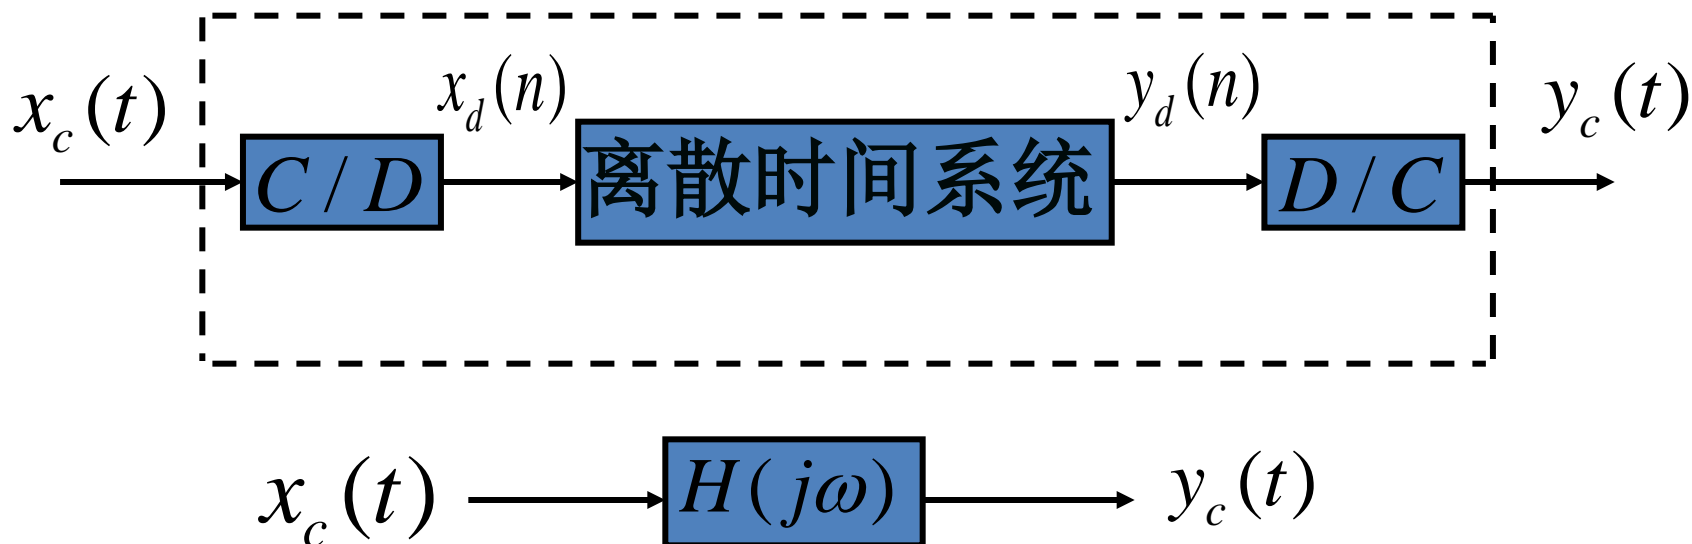 x_c(t)
x_d(n)
y_d(n)
y_c(t)
C/D
离散时间系统
D/C
x_c(t)
H(jω)
y_c(t)